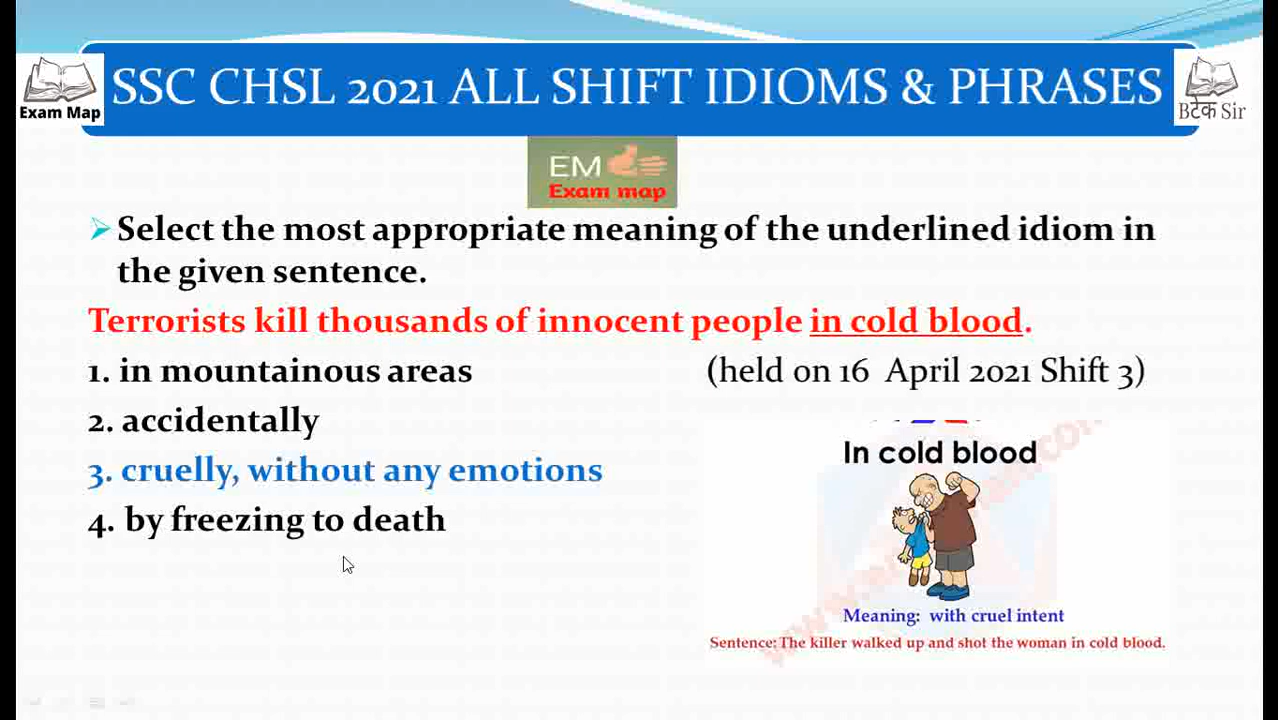 SSC CHSL 2021 ALL SHIFT IDIOMS & PHRASES
Exam Map
Bटेक Sir
EM
Exam map
Select the most appropriate meaning of the underlined idiom in
the given sentence.
Terrorists kill thousands of innocent people in cold blood.
1. in mountainous areas
(held on 16 April 2021 Shift 3)
2. accidentally
3. cruelly, without any emotions
4. by freezing to death
In cold blood
Meaning: with cruel intent
Sentence: The killer walked up and shot the woman in cold blood.